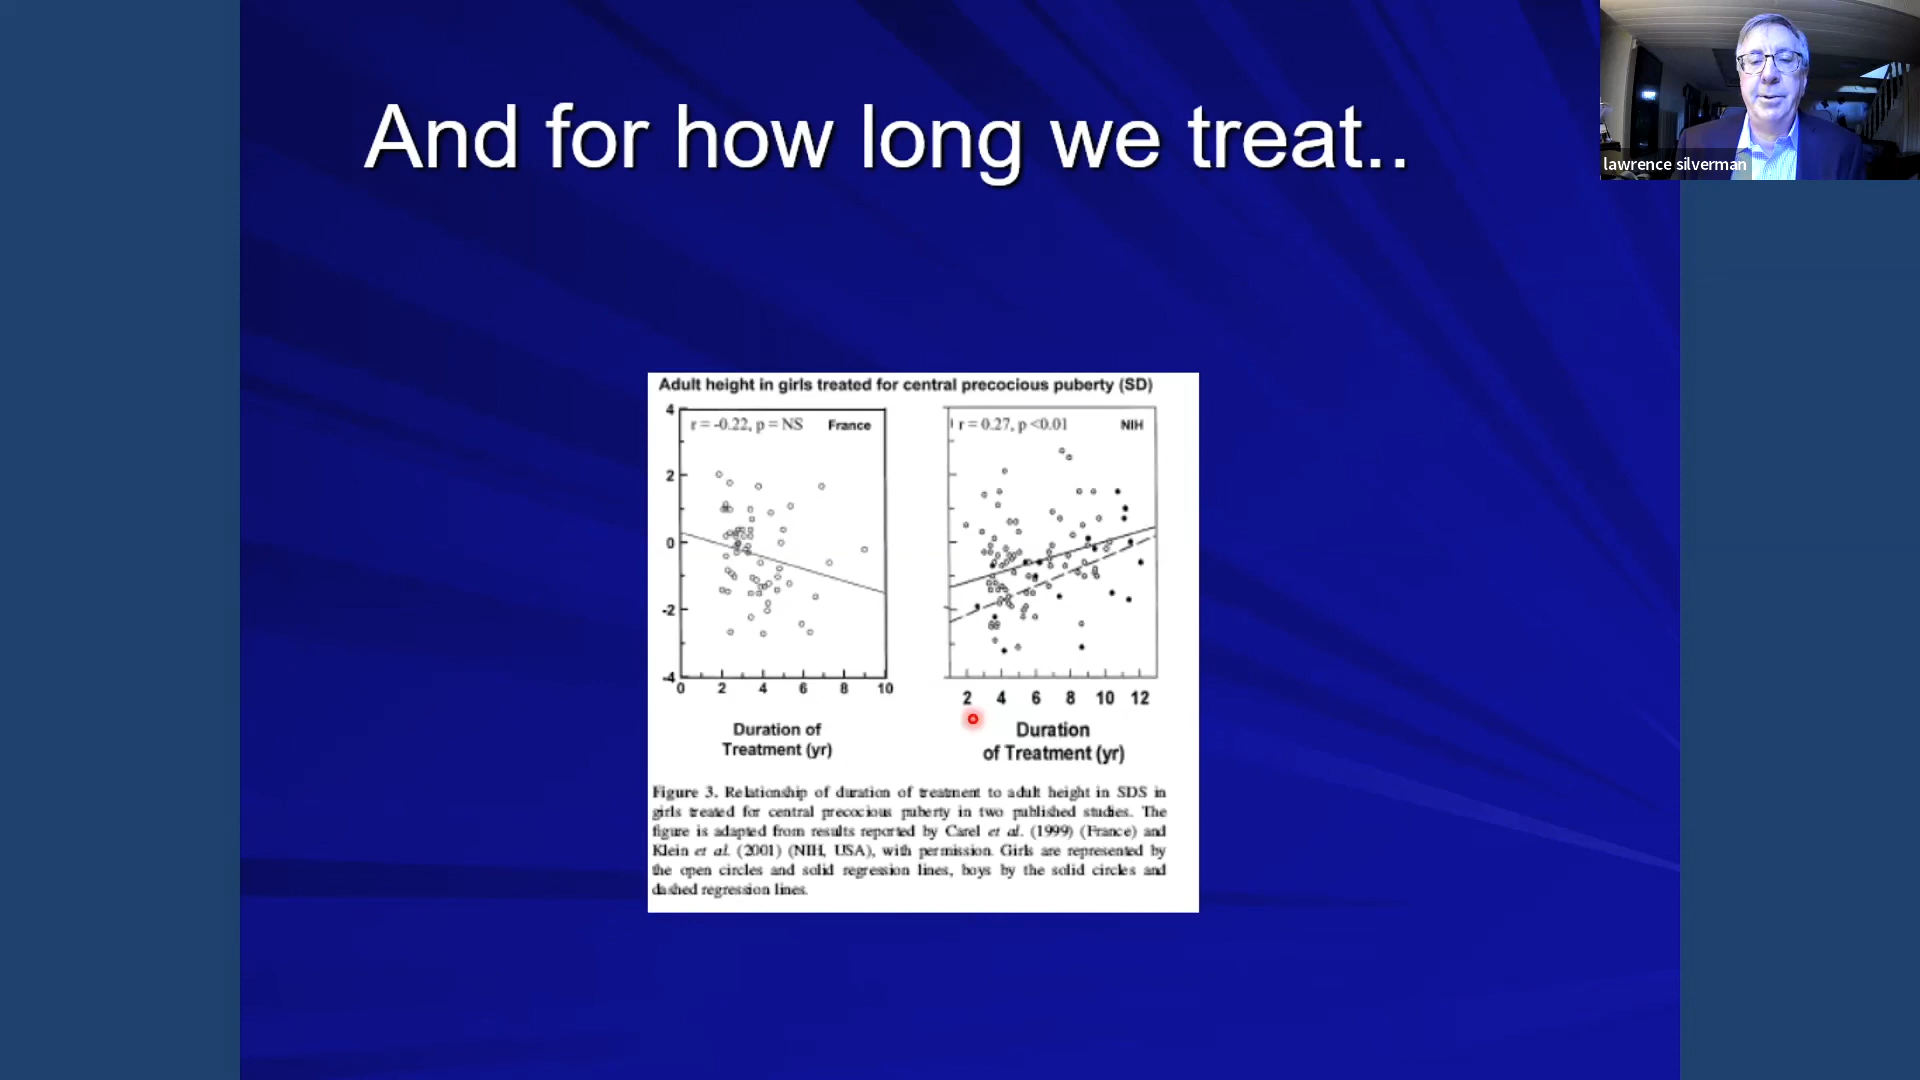 And for how long we treat..
lawrence silverman
Adult height in girls treated for central precocious puberty (SD)
4
2
0
-2
-4
r = -0.22, p = NS France
0 2 4 6 8 10
Duration of
Treatment (yr)
r = 0.27, p <0.01 NIH
2 4 6 8 10 12
Duration
of Treatment (yr)
Figure 3. Relationship of duration of treatment to adult height in SDS in
girls treated for central precocious puberty in two published studies. The
figure is adapted from results reported by Carel et al. (1999) (France) and
Klein et al. (2001) (NIH, USA), with permission. Girls are represented by
the open circles and solid regression lines, boys by the solid circles and
dashed regression lines.